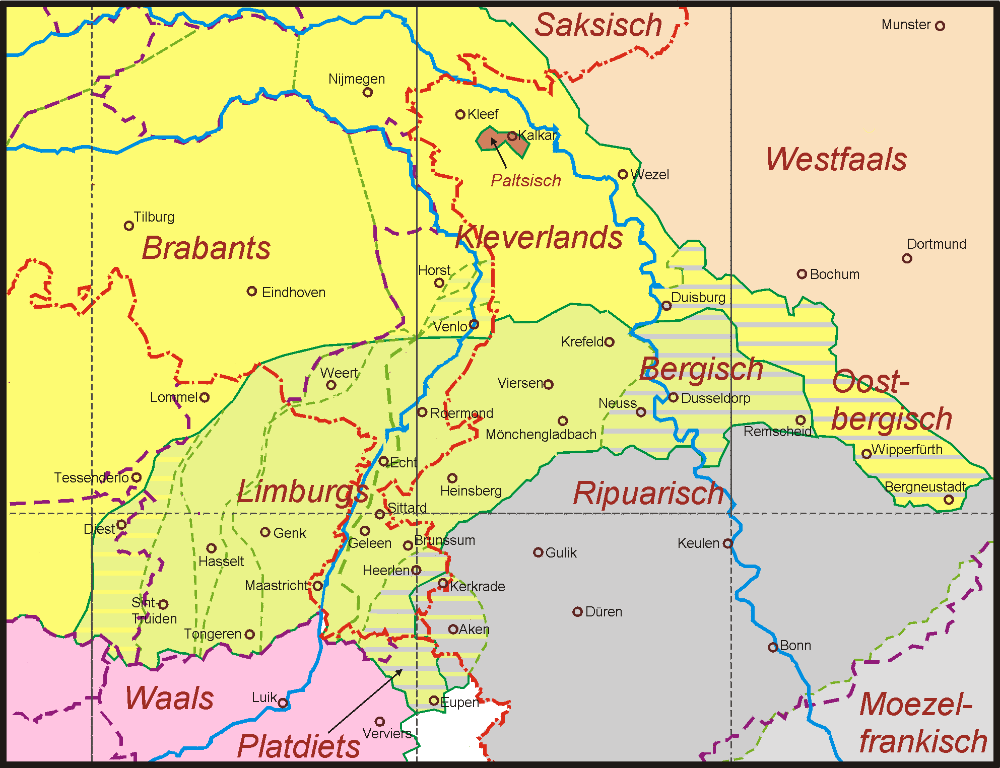 Saksisch
Munster
Nijmegen
Kleef
Kalkar
Paltsisch
Westfaals
Wezel
Tilburg
Brabants
Kleverlands
Dortmund
Horst
Bochum
Eindhoven
Duisburg
Venlo
Krefeld
Weert
Viersen
Bergisch
Oost-
bergisch
Lommel
Neuss
Dusseldorp
Roermond
Mönchengladbach
Remscheid
Wipperfürth
Echt
Tessenderlo
Limburgs
Heinsberg
Ripuarisch
Bergneustadt
Sittard
Diest
Genk
Geleen
Brunssum
Keulen
Gulik
Hasselt
Heerlen
Maastricht
Kerkrade
Sint-
Truiden
Düren
Tongeren
Aken
Bonn
Waals
Luik
Eupen
Moezel-
frankisch
Verviers
Platdiets